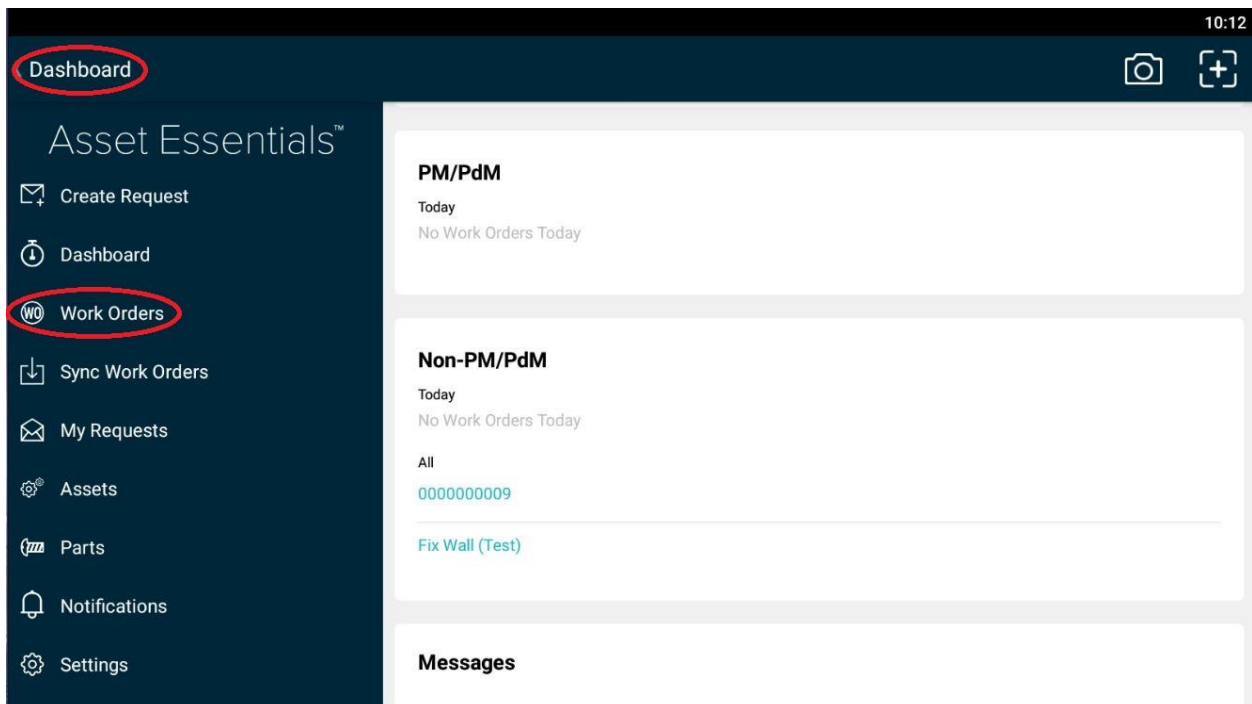 10:12
Dashboard
Asset Essentials™
Create Request
Dashboard
WO Work Orders
Sync Work Orders
My Requests
Assets
Parts
Notifications
Settings
PM/PdM
Today
No Work Orders Today
Non-PM/PdM
Today
No Work Orders Today
All
0000000009
Fix Wall (Test)
Messages